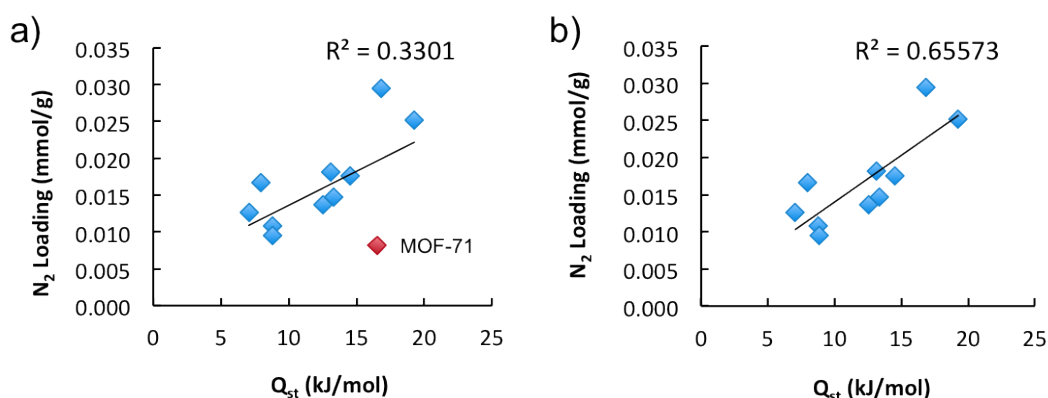 a)
R² = 0.3301
N₂ Loading (mmol/g)
0.035
0.030
0.025
0.020
0.015
0.010
0.005
0.000
MOF-71
0 5 10 15 20 25
Qst (kJ/mol)
b)
R² = 0.65573
N₂ Loading (mmol/g)
0.035
0.030
0.025
0.020
0.015
0.010
0.005
0.000
0 5 10 15 20 25
Qst (kJ/mol)